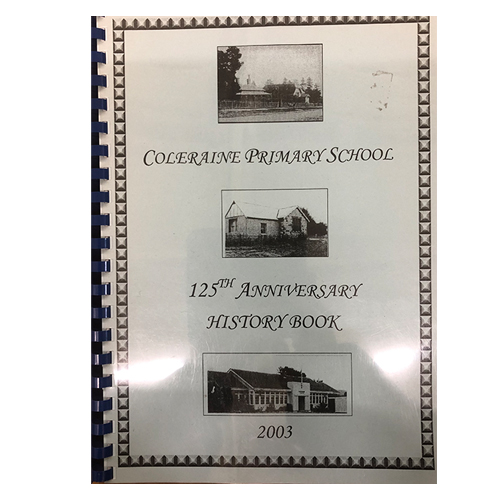 COLERAINE PRIMARY SCHOOL
125TH ANNIVERSARY
HISTORY BOOK
2003